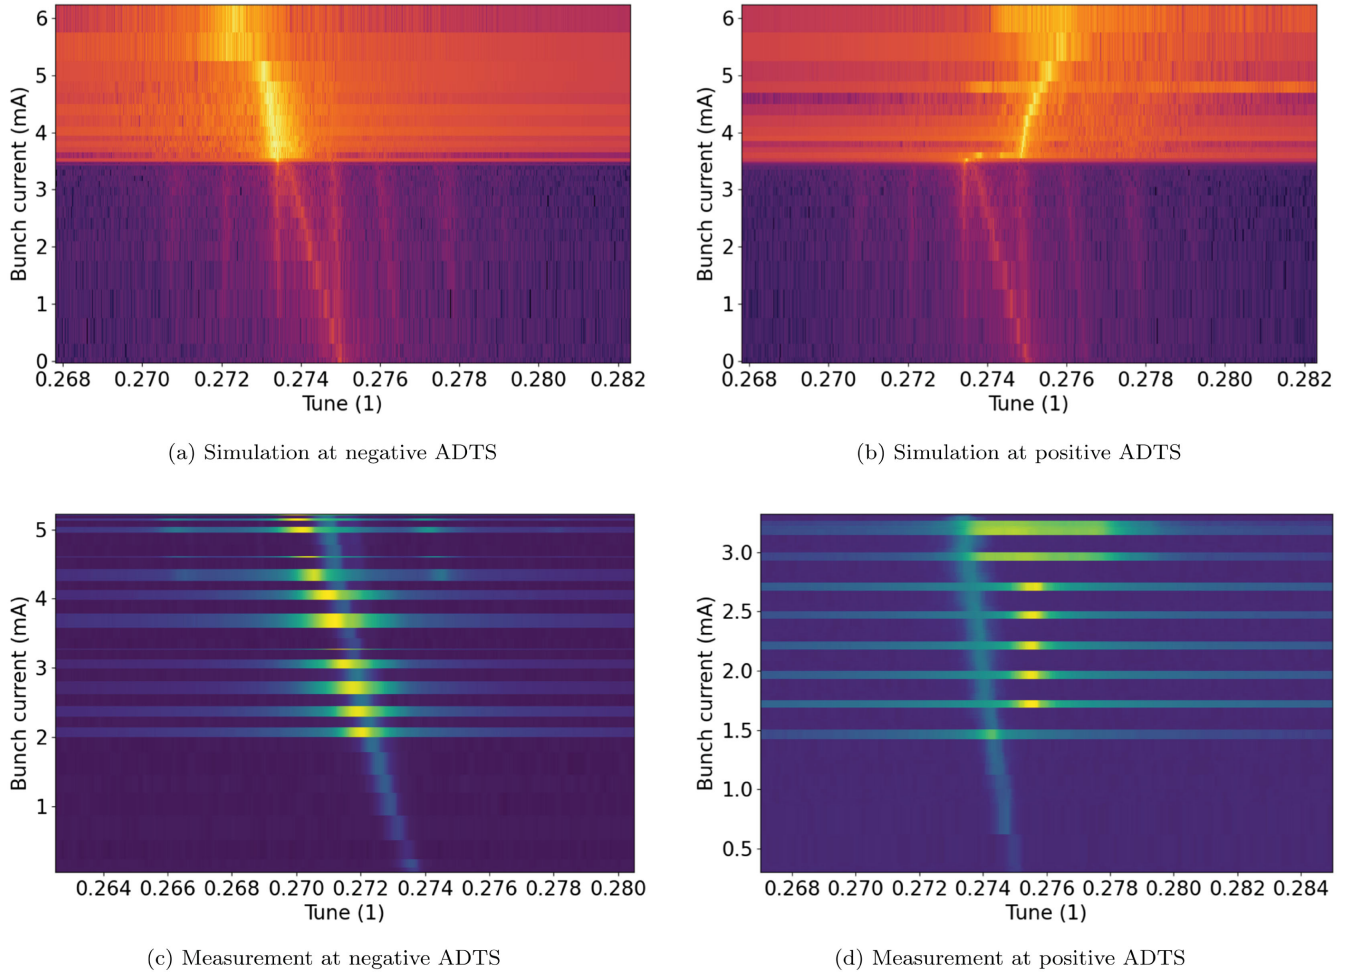 6
5
4
3
2
1
0
Bunch current (mA)
0.268 0.270 0.272 0.274 0.276 0.278 0.280 0.282
Tune (1)
(a) Simulation at negative ADTS
6
5
4
3
2
1
0
Bunch current (mA)
0.268 0.270 0.272 0.274 0.276 0.278 0.280 0.282
Tune (1)
(b) Simulation at positive ADTS
5
4
3
2
1
Bunch current (mA)
0.264 0.266 0.268 0.270 0.272 0.274 0.276 0.278 0.280
Tune (1)
(c) Measurement at negative ADTS
3.0
2.5
2.0
1.5
1.0
0.5
Bunch current (mA)
0.268 0.270 0.272 0.274 0.276 0.278 0.280 0.282 0.284
Tune (1)
(d) Measurement at positive ADTS